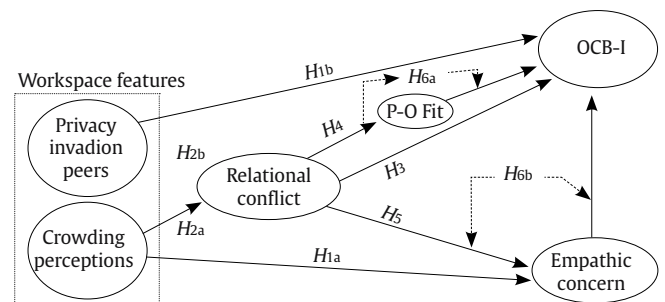 OCB-I
Workspace features
H1b
H6a
P-O Fit
Privacy
invasion
peers
H4
H2b
Relational
conflict
H3
H6b
H2a
H5
Crowding
perceptions
H1a
Empathic
concern